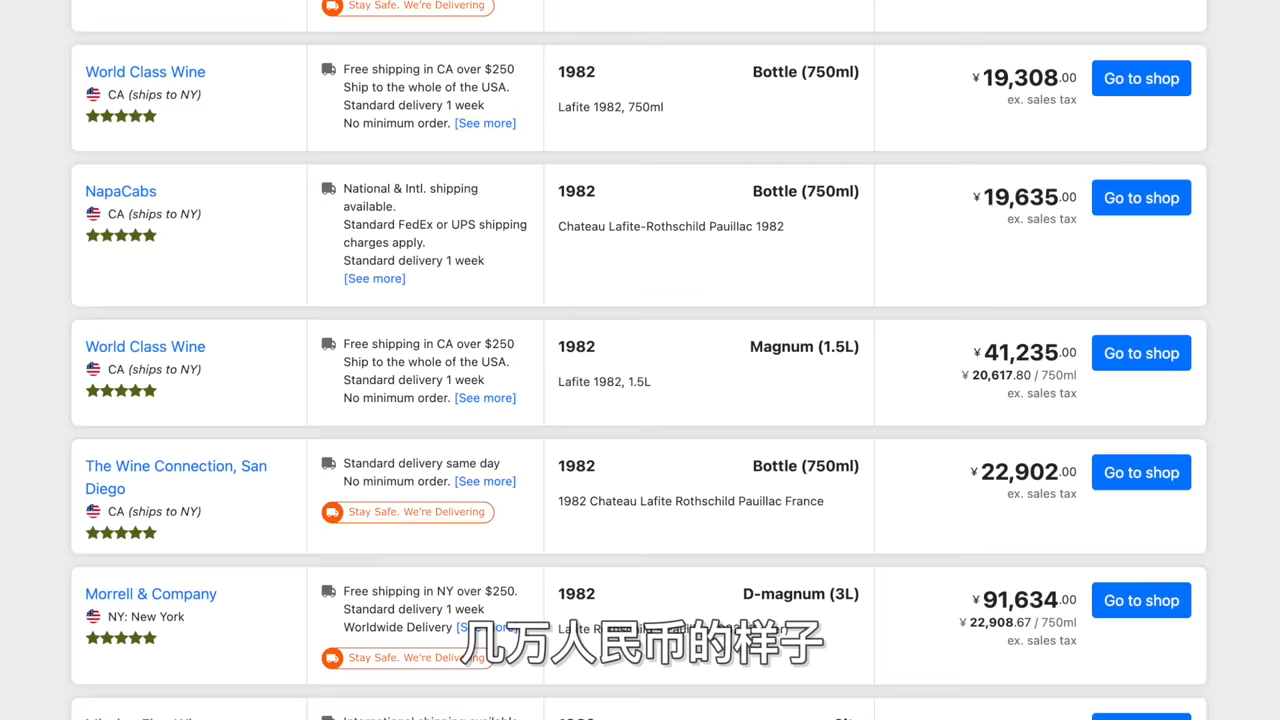 Stay Safe. We're Delivering
World Class Wine
CA (ships to NY)
Free shipping in CA over $250
Ship to the whole of the USA.
Standard delivery 1 week
No minimum order. [See more]
1982
Bottle (750ml)
Lafite 1982, 750ml
¥ 19,308.00
ex. sales tax
Go to shop
NapaCabs
CA (ships to NY)
National & Intl. shipping
available.
Standard FedEx or UPS shipping
charges apply.
Standard delivery 1 week
[See more]
1982
Bottle (750ml)
Chateau Lafite-Rothschild Pauillac 1982
¥ 19,635.00
ex. sales tax
Go to shop
World Class Wine
CA (ships to NY)
Free shipping in CA over $250
Ship to the whole of the USA.
Standard delivery 1 week
No minimum order. [See more]
1982
Magnum (1.5L)
Lafite 1982, 1.5L
¥ 41,235.00
¥ 20,617.80 / 750ml
ex. sales tax
Go to shop
The Wine Connection, San
Diego
CA (ships to NY)
Standard delivery same day
No minimum order. [See more]
Stay Safe. We're Delivering
1982
Bottle (750ml)
1982 Chateau Lafite Rothschild Pauillac France
¥ 22,902.00
ex. sales tax
Go to shop
Morrell & Company
NY: New York
Free shipping in NY over $250.
Standard delivery 1 week
Worldwide Delivery [See more]
Stay Safe. We're Delivering
1982
D-magnum (3L)
¥ 91,634.00
¥ 22,908.67 / 750ml
ex. sales tax
Go to shop
几万人民币的样子